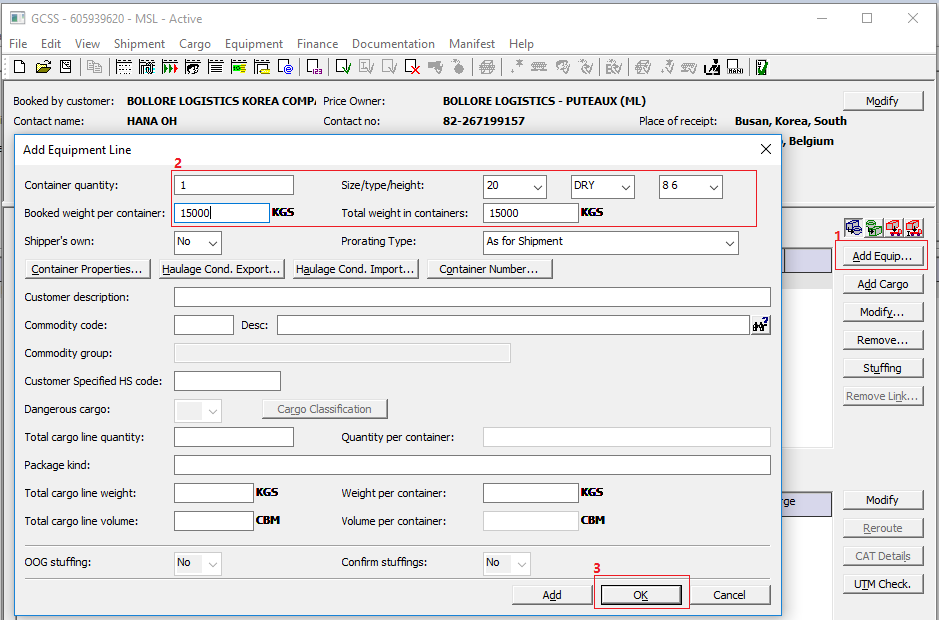 GCSS - 605939620 - MSL - Active
File Edit View Shipment Cargo Equipment Finance Documentation Manifest Help
Booked by customer: BOLLORE LOGISTICS KOREA COMP Price Owner: BOLLORE LOGISTICS - PUTEAUX (ML) Modify
Contact name: HANA OH Contact no: 82-267199157 Place of receipt: Busan, Korea, South
, Belgium
Add Equipment Line
2
Container quantity: 1 Size/type/height: 20 DRY 8 6
Booked weight per container: 15000 KGS Total weight in containers: 15000 KGS
Shipper's own: No Prorating Type: As for Shipment
1
Container Properties... Haulage Cond. Export... Haulage Cond. Import... Container Number... Add Equip...
Customer description: Add Cargo
Commodity code: Desc: Modify...
Commodity group: Remove...
Customer Specified HS code: Stuffing
Dangerous cargo: Cargo Classification Remove Link...
Total cargo line quantity: Quantity per container:
Package kind:
Total cargo line weight: KGS Weight per container: KGS rge Modify
Total cargo line volume: CBM Volume per container: CBM Reroute
OOG stuffing: No Confirm stuffings: No CAT Details
3
Add OK Cancel UTM Check.